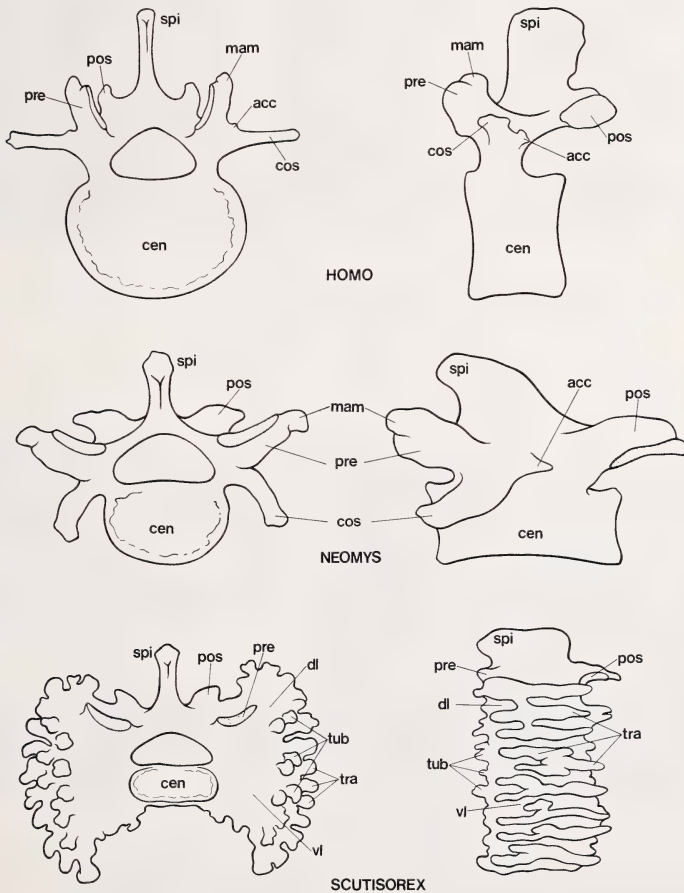 spi
pos
mam
pre
acc
cos
cen
spi
mam
pre
cos
pos
acc
cen
HOMO
spi
pos
mam
pre
cos
cen
spi
acc
pos
cen
NEOMYS
spi
pos
pre
dl
tub
tra
cen
vl
pre
pos
dl
tra
tub
vl
spi
SCUTISOREX